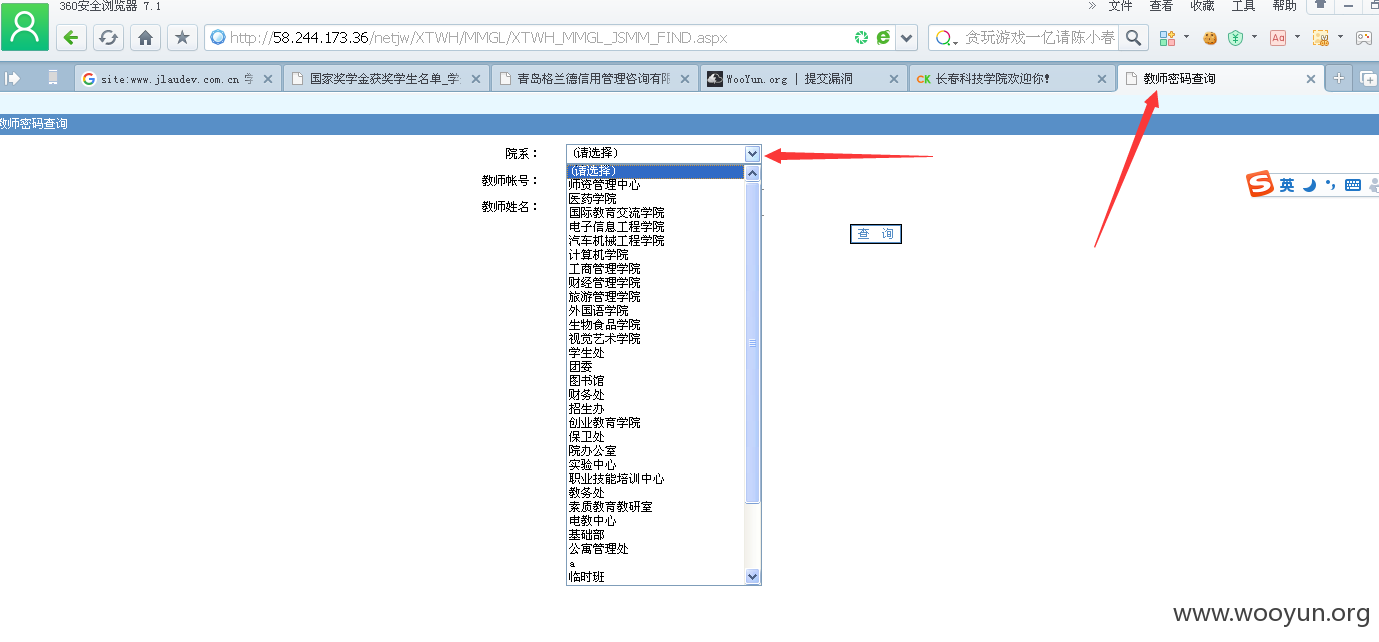 360安全浏览器 7.1
» 文件 查看 收藏 工具 帮助
http://58.244.173.36/netjw/XTWH/MMGL/XTWH_MMGL_JSMM_FIND.aspx
贪玩游戏一亿请陈小春
site:www.jlaudev.com.cn 学
国家奖学金获奖学生名单_学
青岛格兰德信用管理咨询有限
WooYun.org | 提交漏洞
CK 长春科技学院欢迎你!
教师密码查询
教师密码查询
院系：
(请选择)
(请选择)
师资管理中心
教师帐号：
医药学院
英
国际教育交流学院
教师姓名：
电子信息工程学院
查 询
汽车机械工程学院
计算机学院
工商管理学院
财经管理学院
旅游管理学院
外国语学院
生物食品学院
视觉艺术学院
学生处
团委
图书馆
财务处
招生办
创业教育学院
保卫处
院办公室
实验中心
职业技能培训中心
教务处
素质教育教研室
电教中心
基础部
公寓管理处
a
临时班
www.wooyun.org